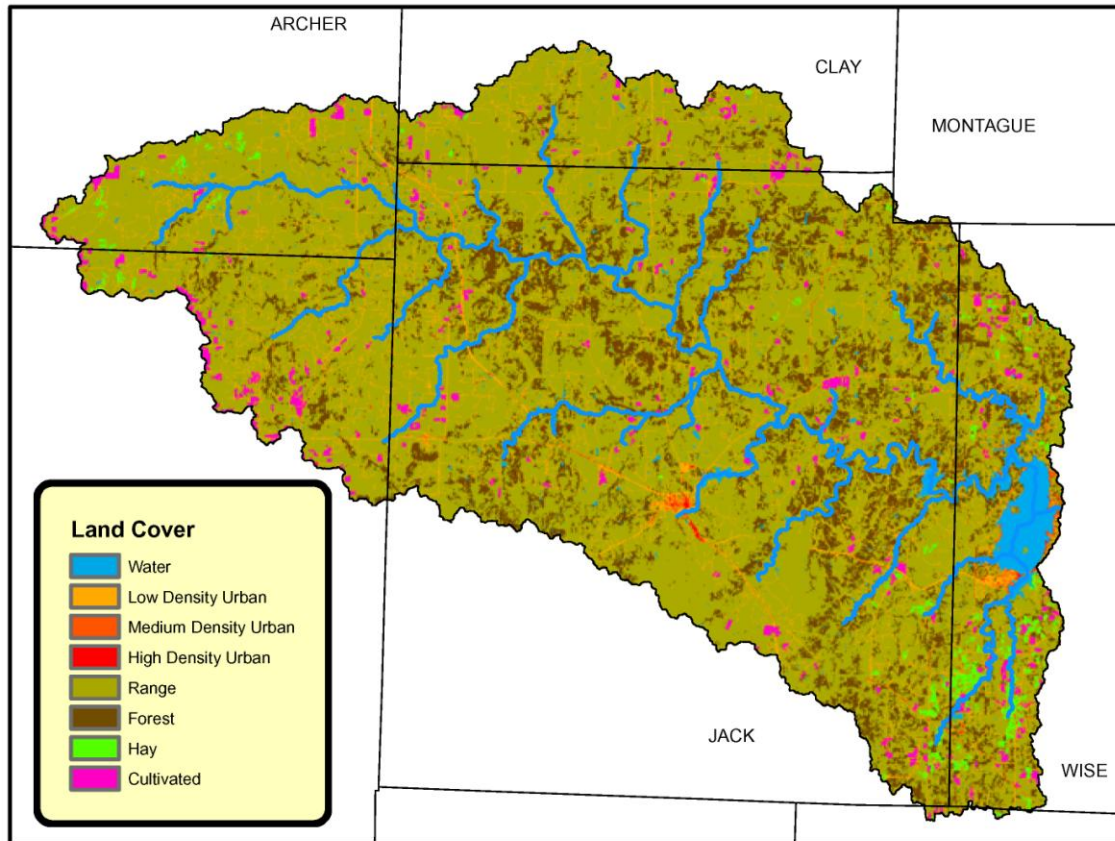 ARCHER
CLAY
MONTAGUE
Land Cover
Water
Low Density Urban
Medium Density Urban
High Density Urban
Range
Forest
Hay
Cultivated
JACK
WISE